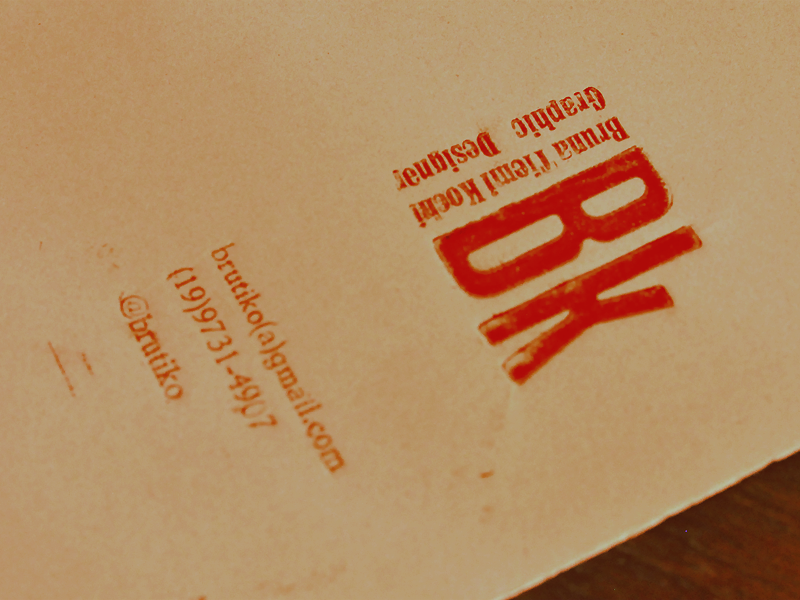 Bk
Bruna Tiemi Kochi
Graphic Designer
brutiko(a)gmail.com
(19)9731-4907
@brutiko